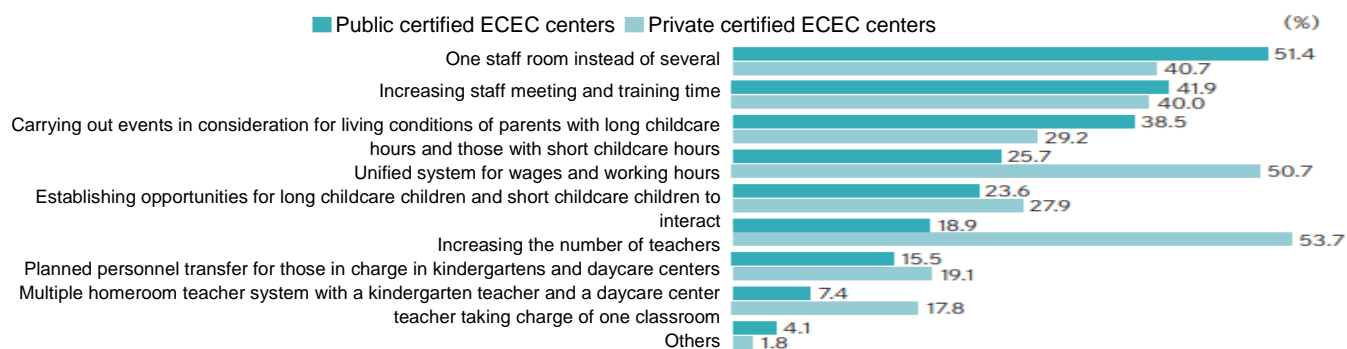 Public certified ECEC centers Private certified ECEC centers (%)
One staff room instead of several
51.4
40.7
Increasing staff meeting and training time
41.9
40.0
Carrying out events in consideration for living conditions of parents with long childcare
hours and those with short childcare hours
38.5
29.2
Unified system for wages and working hours
25.7
50.7
Establishing opportunities for long childcare children and short childcare children to
interact
23.6
27.9
Increasing the number of teachers
18.9
53.7
Planned personnel transfer for those in charge in kindergartens and daycare centers
15.5
19.1
Multiple homeroom teacher system with a kindergarten teacher and a daycare center
teacher taking charge of one classroom
7.4
17.8
Others
4.1
1.8